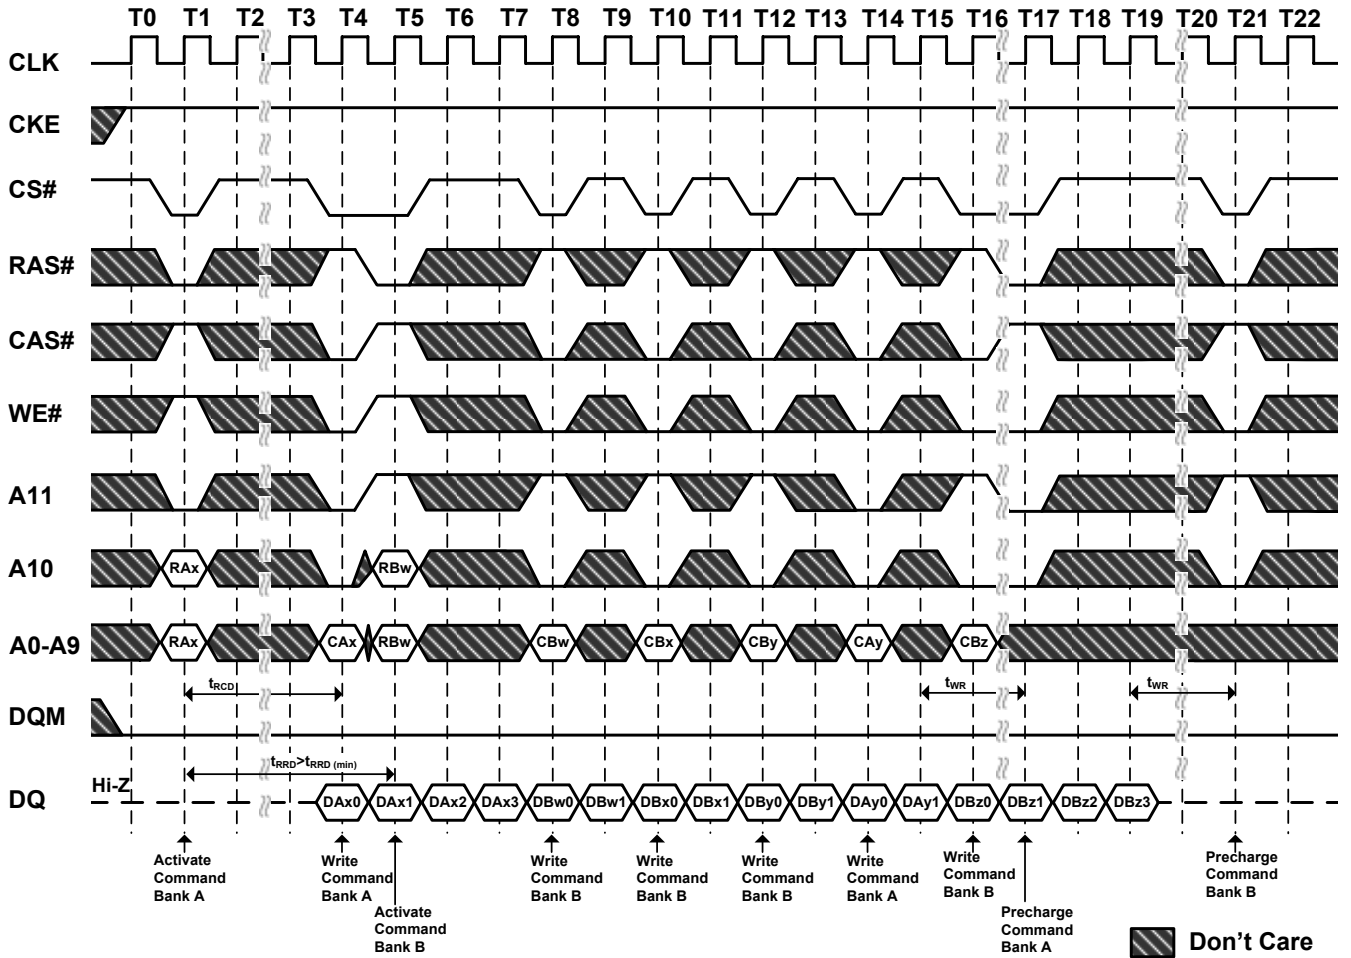 T0 T1 T2 T3 T4 T5 T6 T7 T8 T9 T10 T11 T12 T13 T14 T15 T16 T17 T18 T19 T20 T21 T22
CLK
CKE
CS#
RAS#
CAS#
WE#
A11
A10 RAx RBw
A0-A9 RAx CAx RBw CBw CBx CBy CAy CBz
tRCD tWR tWR
DQM
tRRD>tRRD (min)
Hi-Z
DQ DAx0 DAx1 DAx2 DAx3 DBw0 DBw1 DBx0 DBx1 DBy0 DBy1 DAy0 DAy1 DBz0 DBz1 DBz2 DBz3
Activate
Command
Bank A
Write
Command
Bank A
Activate
Command
Bank B
Write
Command
Bank B
Write
Command
Bank B
Write
Command
Bank B
Write
Command
Bank A
Write
Command
Bank B
Precharge
Command
Bank A
Precharge
Command
Bank B
Don't Care